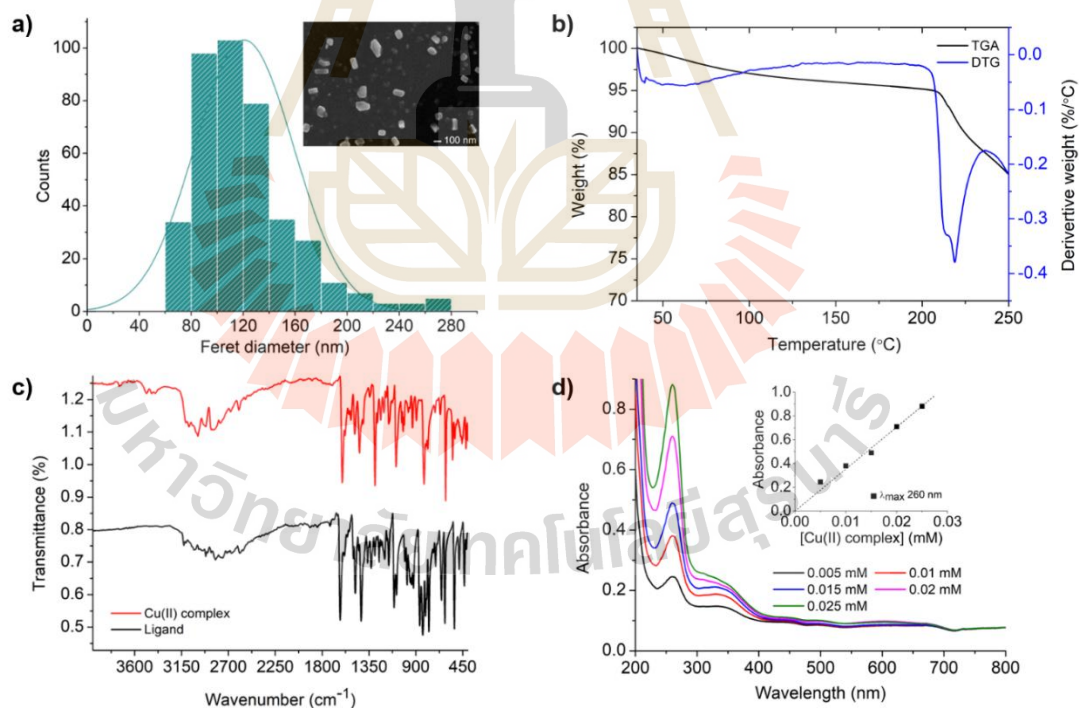 a)
100
80
60
40
20
0
Counts
0 40 80 120 160 200 240 280
Feret diameter (nm)
100 nm
b)
TGA
DTG
100
95
90
85
80
75
70
Weight (%)
0.0
-0.1
-0.2
-0.3
-0.4
Derivertive weight (%/°C)
50 100 150 200 250
Temperature (°C)
c)
1.2
1.1
1.0
0.9
0.8
0.7
0.6
0.5
Transmittance (%)
Cu(II) complex
Ligand
3600 3150 2700 2250 1800 1350 900 450
Wavenumber (cm⁻¹)
d)
0.8
0.6
0.4
0.2
0.0
Absorbance
1.0
0.8
0.6
0.4
0.2
0.0
Absorbance
λmax 260 nm
0.00 0.01 0.02 0.03
[Cu(II) complex] (mM)
0.005 mM 0.01 mM
0.015 mM 0.02 mM
0.025 mM
200 300 400 500 600 700 800
Wavelength (nm)
มหาวิทยาลัยเทคโนโลยีสุรนารี